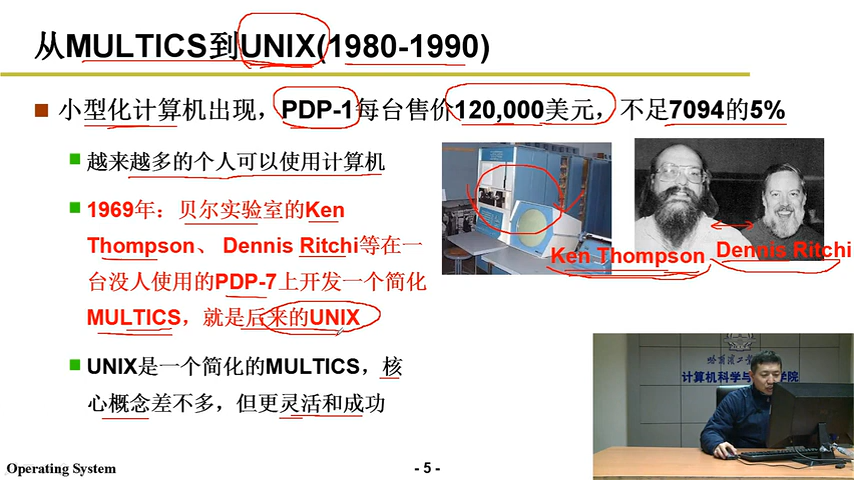 从MULTICS到UNIX(1980-1990)
小型化计算机出现，PDP-1每台售价120,000美元，不足7094的5%
越来越多的个人可以使用计算机
1969年：贝尔实验室的Ken
Thompson、Dennis Ritchi等在一
台没人使用的PDP-7上开发一个简化
MULTICS，就是后来的UNIX
UNIX是一个简化的MULTICS，核
心概念差不多，但更灵活和成功
Ken Thompson
Dennis Ritchi
计算机科学与
学院
Operating System
- 5 -